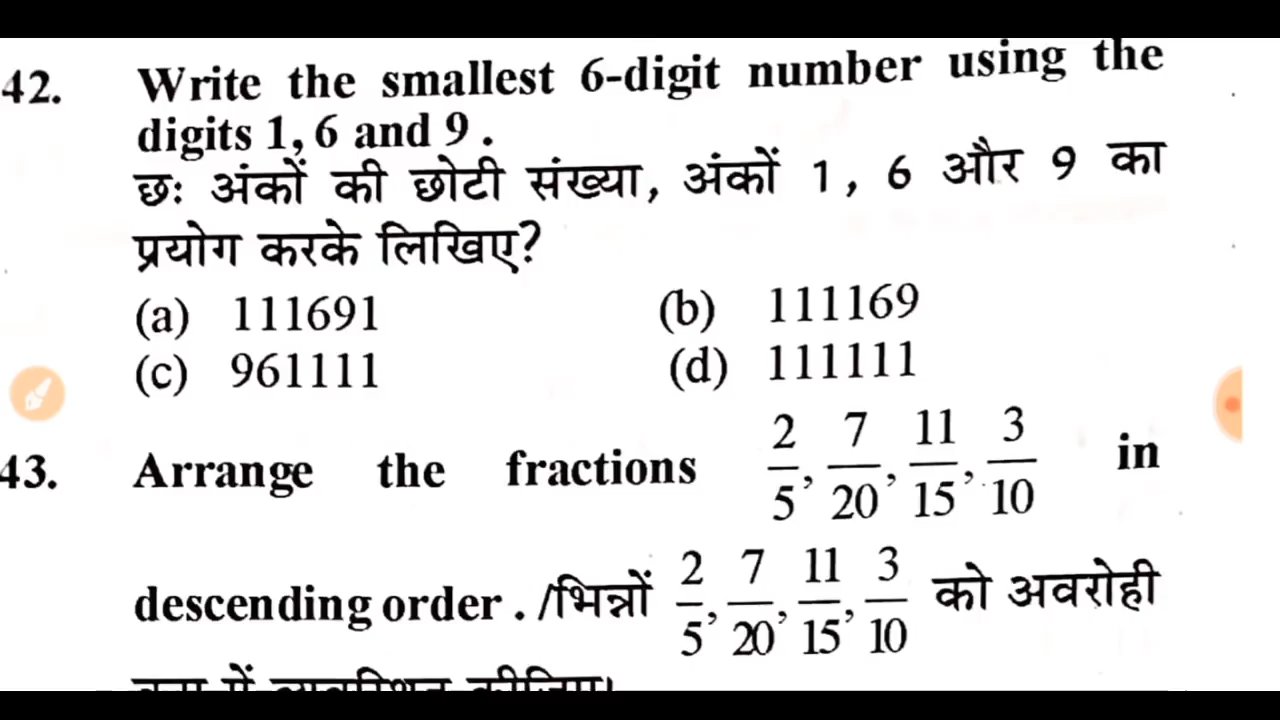 42. Write the smallest 6-digit number using the
digits 1, 6 and 9 .
छः अंकों की छोटी संख्या, अंकों 1, 6 और 9 का
प्रयोग करके लिखिए?
(a) 111691 (b) 111169
(c) 961111 (d) 111111
43. Arrange the fractions 2/5, 7/20, 11/15, 3/10 in
descending order . /भिन्नों 2/5, 7/20, 11/15, 3/10 को अवरोही
क्रम में व्यवस्थित कीजिए।